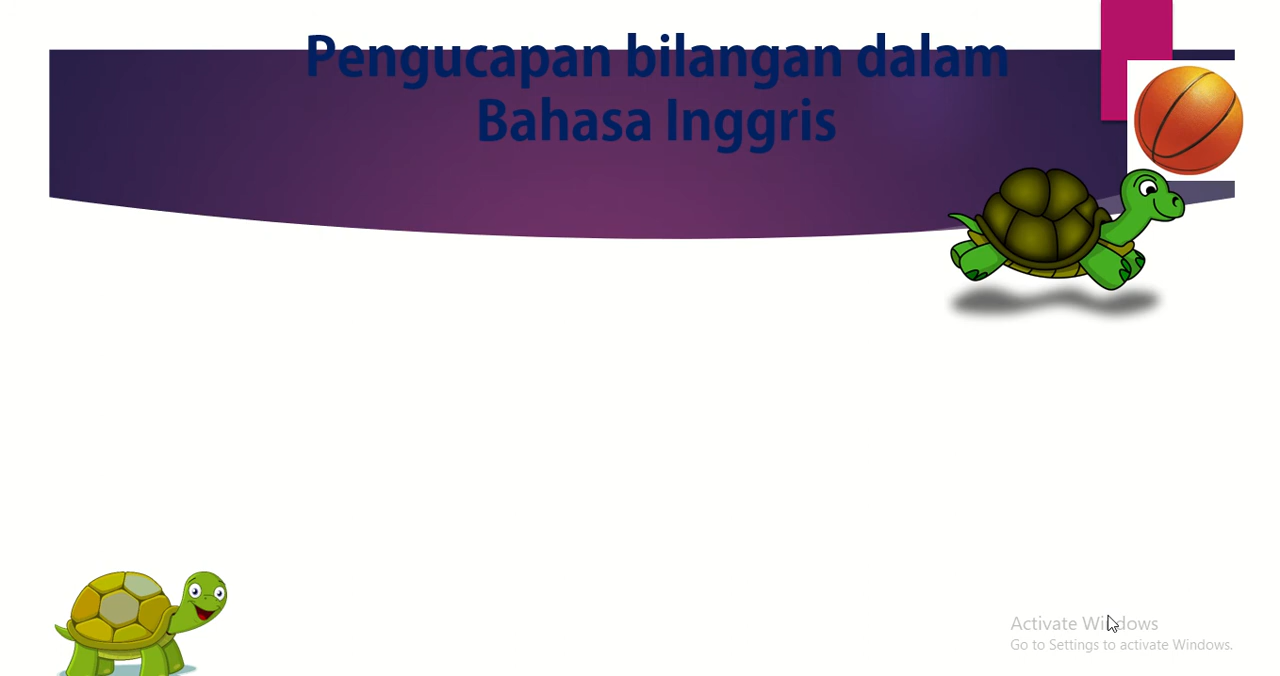 Pengucapan bilangan dalam
Bahasa Inggris
Activate Windows
Go to Settings to activate Windows.